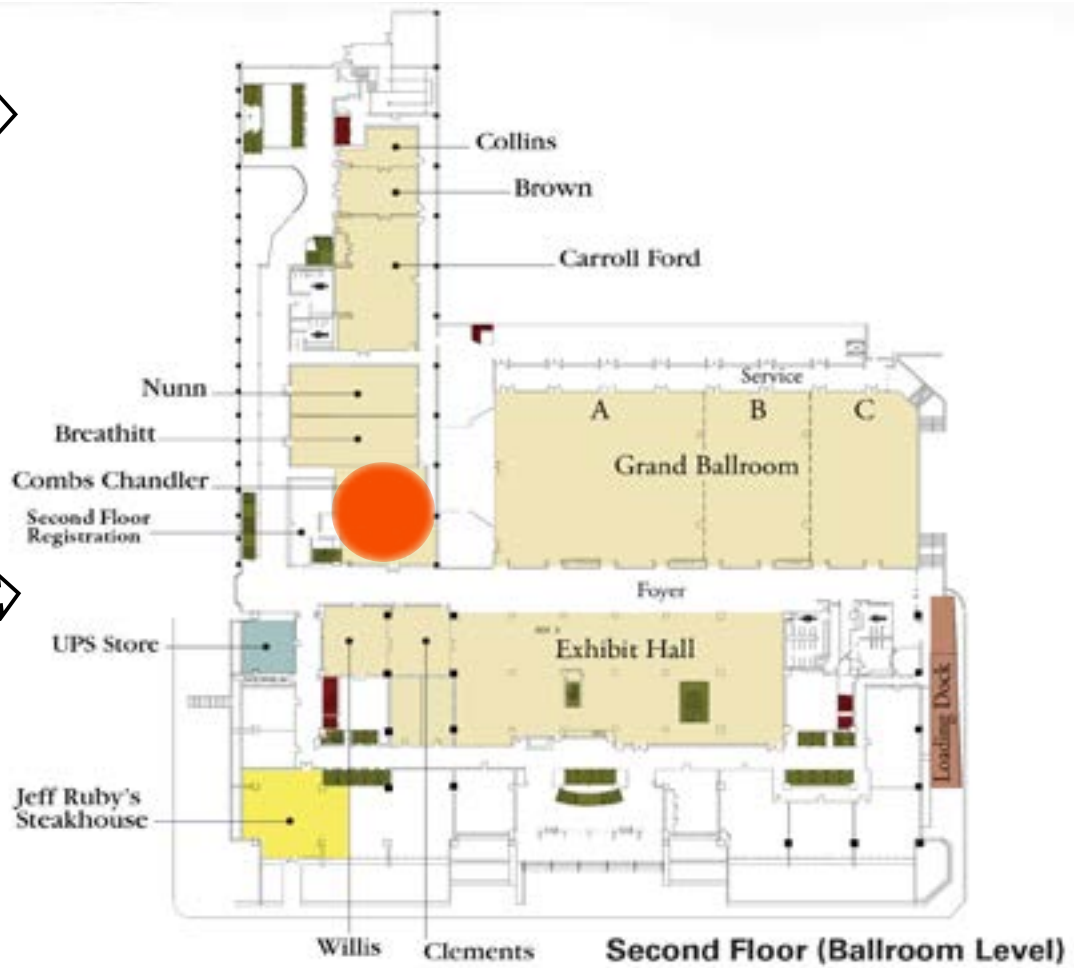 Collins
Brown
Carroll Ford
Service
Nunn
A B C
Breathitt
Grand Ballroom
Combs Chandler
Second Floor
Registration
Foyer
UPS Store
Exhibit Hall
Loading Dock
Jeff Ruby's
Steakhouse
Willis
Clements
Second Floor (Ballroom Level)